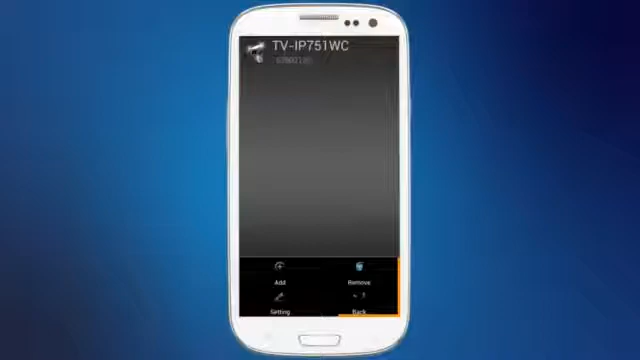 TV-IP751WC
Add
Remove
Setting
Back